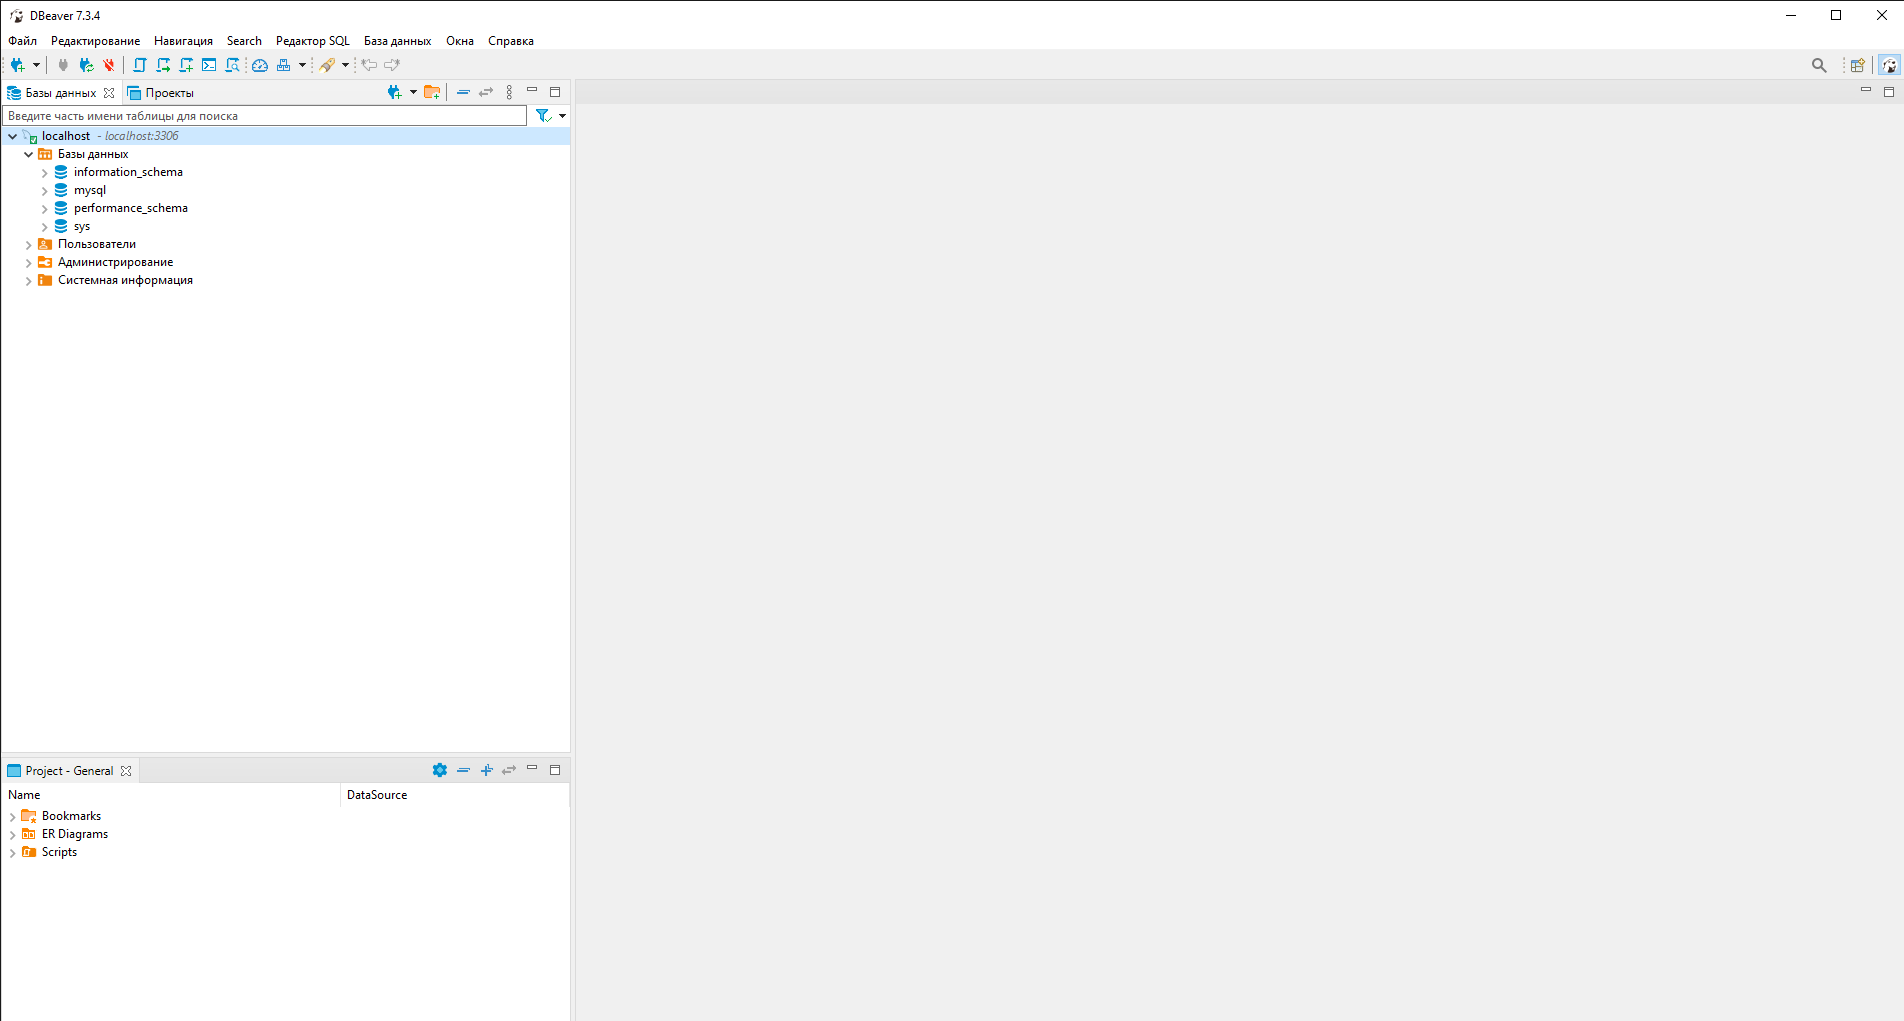 DBeaver 7.3.4
Файл Редактирование Навигация Search Редактор SQL База данных Окна Справка
Базы данных Проекты
Введите часть имени таблицы для поиска
localhost - localhost:3306
Базы данных
information_schema
mysql
performance_schema
sys
Пользователи
Администрирование
Системная информация
Project - General
Name DataSource
Bookmarks
ER Diagrams
Scripts